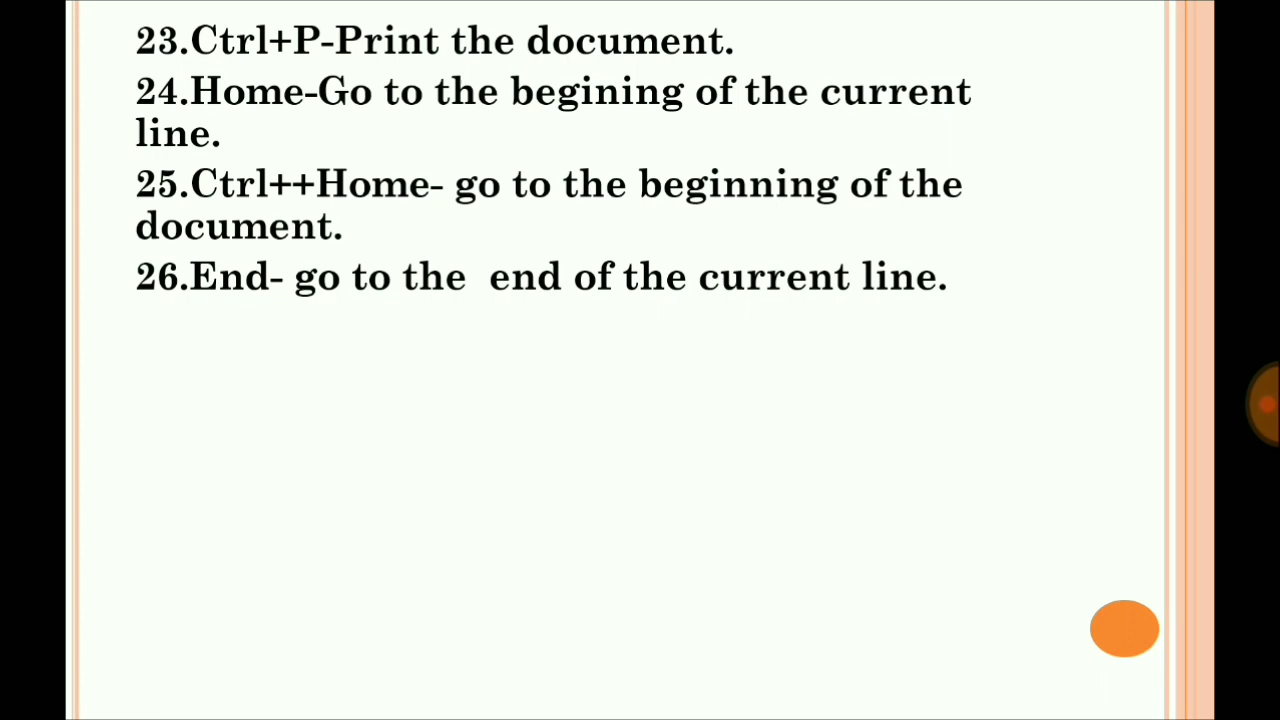 23.Ctrl+P-Print the document.
24.Home-Go to the begining of the current
line.
25.Ctrl++Home- go to the beginning of the
document.
26.End- go to the  end of the current line.